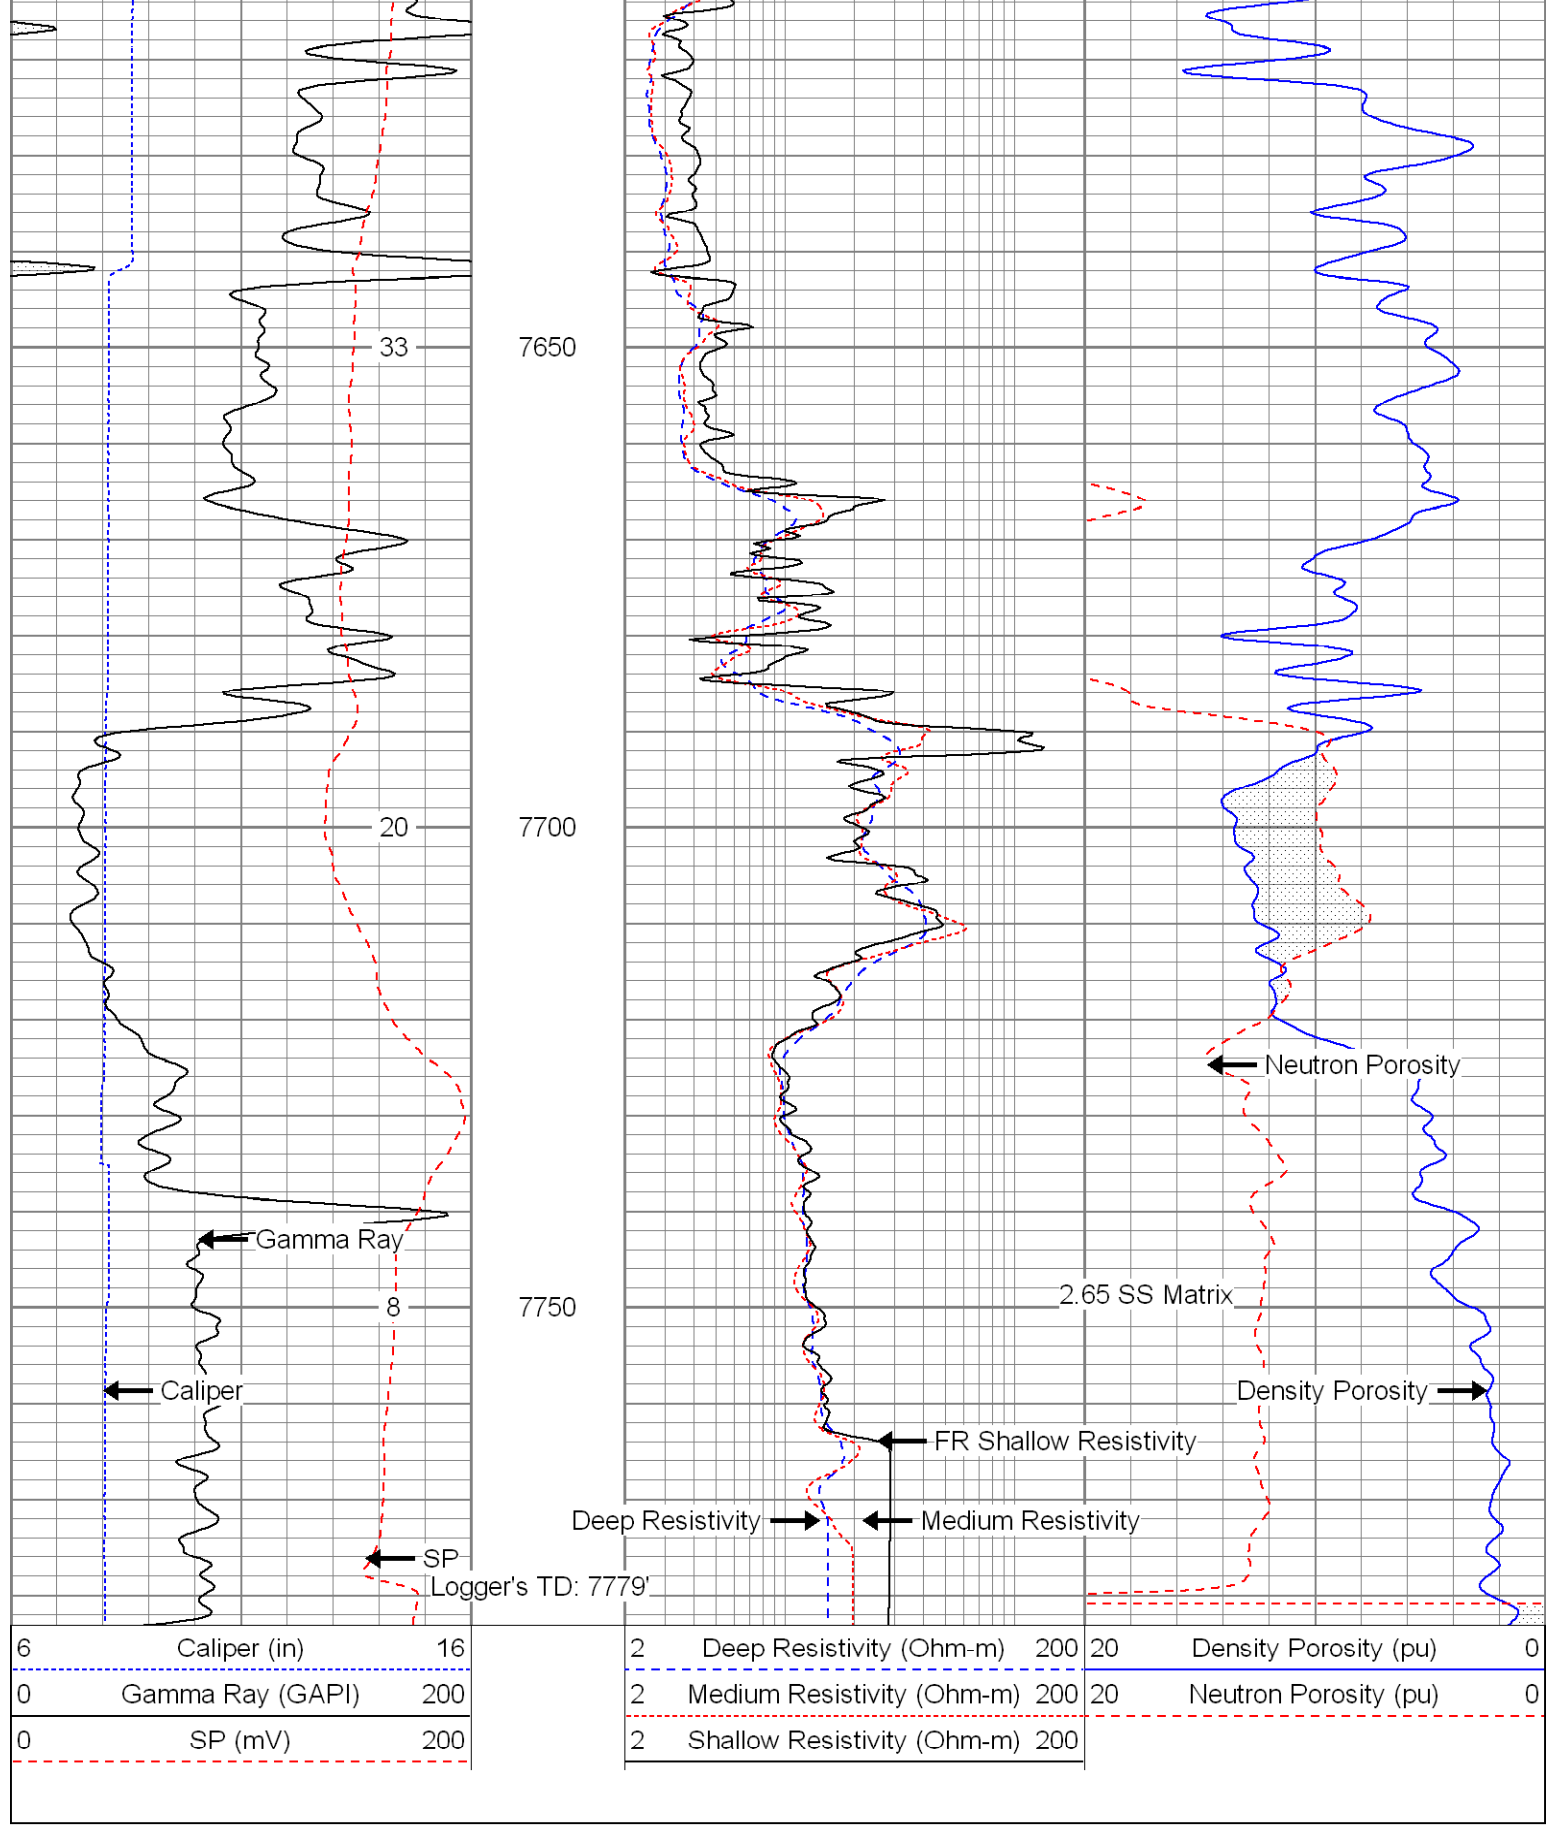 33
7650
20
7700
Neutron Porosity
Gamma Ray
2.65 SS Matrix
8
7750
Caliper
Density Porosity
FR Shallow Resistivity
Deep Resistivity
Medium Resistivity
SP
Logger's TD: 7779'
6 Caliper (in) 16
2 Deep Resistivity (Ohm-m) 200
20 Density Porosity (pu) 0
0 Gamma Ray (GAPI) 200
2 Medium Resistivity (Ohm-m) 200
20 Neutron Porosity (pu) 0
0 SP (mV) 200
2 Shallow Resistivity (Ohm-m) 200